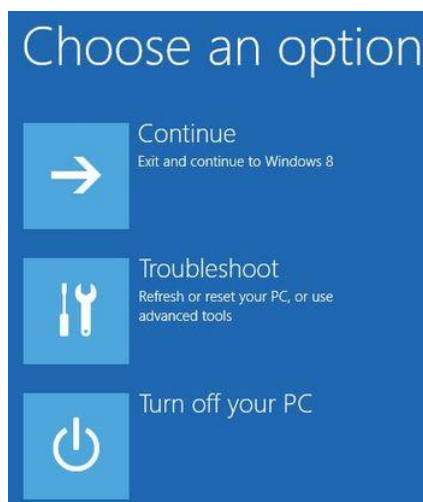 Choose an option
Continue
Exit and continue to Windows 8
Troubleshoot
Refresh or reset your PC, or use
advanced tools
Turn off your PC